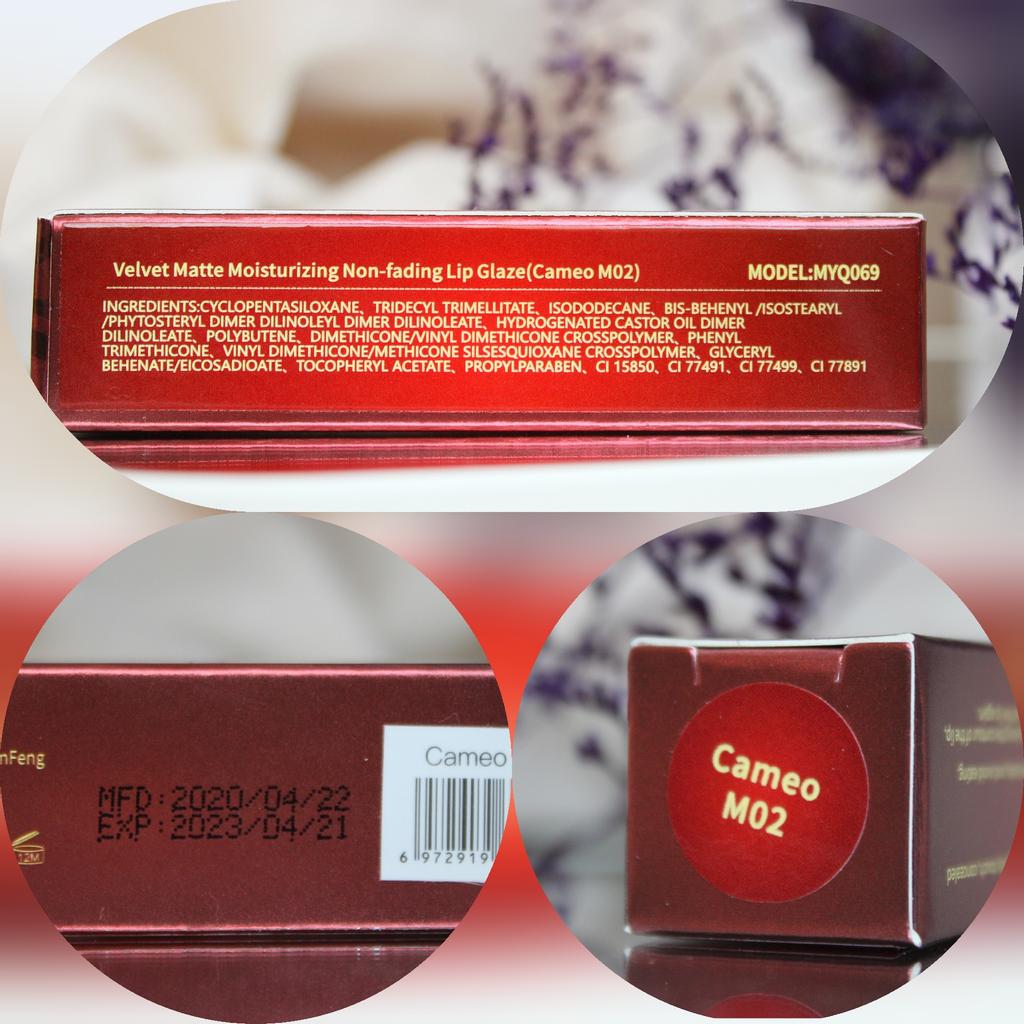 Velvet Matte Moisturizing Non-fading Lip Glaze(Cameo M02) MODEL:MYQ069
INGREDIENTS:CYCLOPENTASILOXANE、TRIDECYL TRIMELLITATE、ISODODECANE、BIS-BEHENYL /ISOSTEARYL
/PHYTOSTERYL DIMER DILINOLEYL DIMER DILINOLEATE、HYDROGENATED CASTOR OIL DIMER
DILINOLEATE、POLYBUTENE、DIMETHICONE/VINYL DIMETHICONE CROSSPOLYMER、PHENYL
TRIMETHICONE、VINYL DIMETHICONE/METHICONE SILSESQUIOXANE CROSSPOLYMER、GLYCERYL
BEHENATE/EICOSADIOATE、TOCOPHERYL ACETATE、PROPYLPARABEN、CI 15850、CI 77491、CI 77499、CI 77891
nFeng
12M
MFD:2020/04/22
EXP:2023/04/21
Cameo
6 972919
Cameo
M02